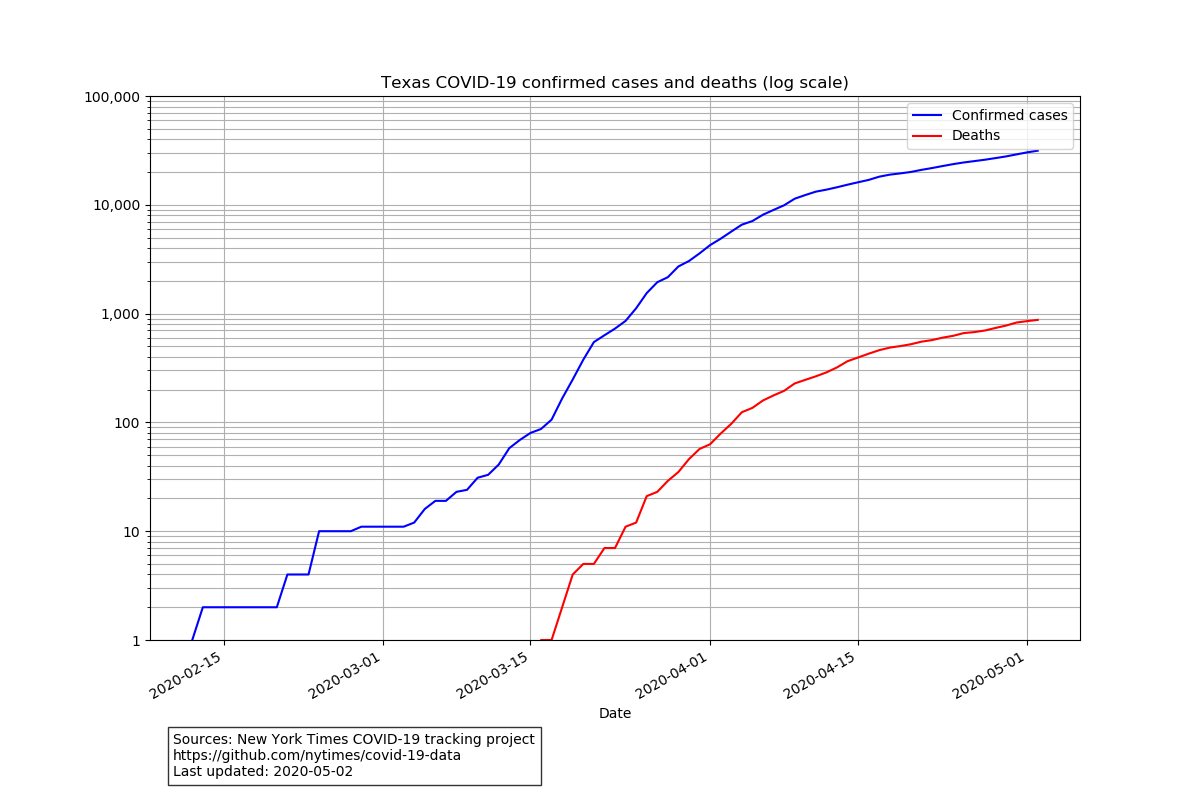 Texas COVID-19 confirmed cases and deaths (log scale)
100,000
10,000
1,000
100
10
1
Confirmed cases
Deaths
2020-02-15
2020-03-01
2020-03-15
2020-04-01
2020-04-15
2020-05-01
Date
Sources: New York Times COVID-19 tracking project
https://github.com/nytimes/covid-19-data
Last updated: 2020-05-02